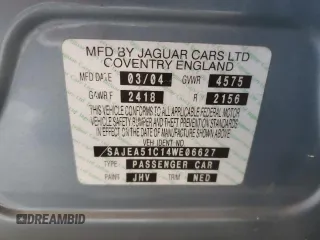 MFD BY JAGUAR CARS LTD
COVENTRY ENGLAND
MFD DATE 03/04 GVWR 4575
GAWR F 2418 R 2156
THIS VEHICLE CONFORMS TO ALL APPLICABLE
FEDERAL MOTOR VEHICLE SAFETY, BUMPER AND THEFT PREVENTION STANDARDS
IN EFFECT ON THE DATE OF MANUFACTURE SHOWN ABOVE
VEH IDENT No
SAJEA51C14WE06627
TYPE PASSENGER CAR
PAINT JHV TRIM NED
DREAMBID